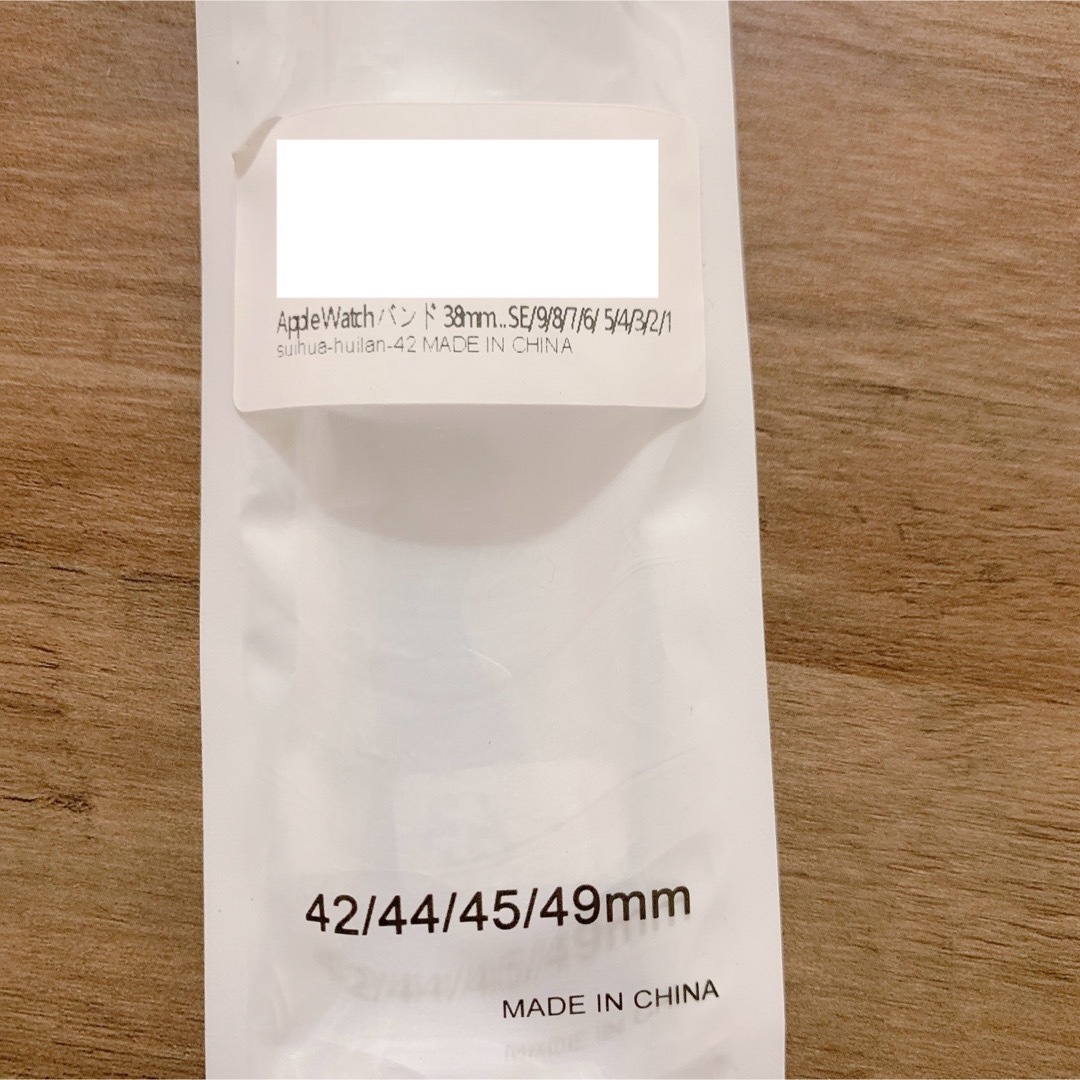 AppleWatch バンド 38mm...SE/9/8/7/6/ 5/4/3/2/1
suihua-huilan-42 MADE IN CHINA
42/44/45/49mm
MADE IN CHINA